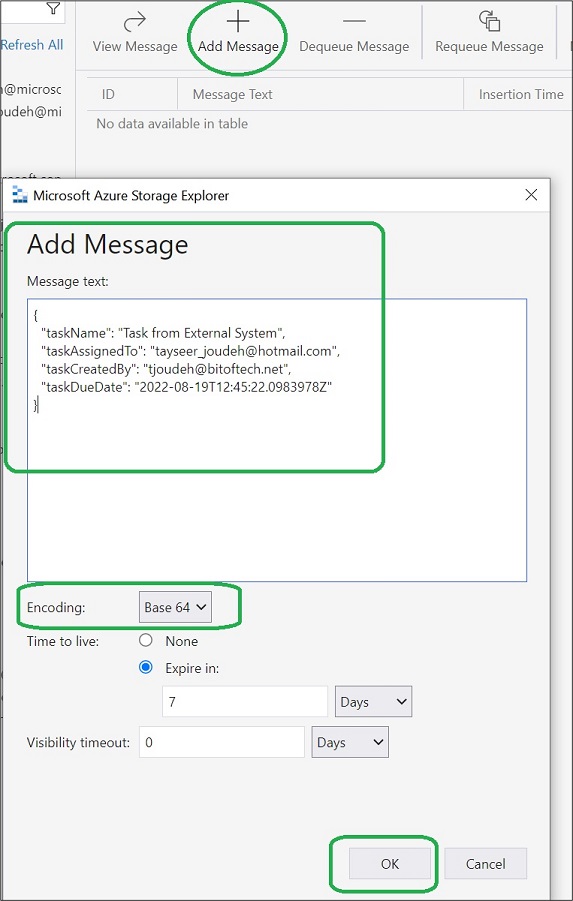 Refresh All
View Message
Add Message
Dequeue Message
Requeue Message
@microsc
oudeh@mi
ID
Message Text
Insertion Time
No data available in table
Microsoft Azure Storage Explorer
Add Message
Message text:
{
"taskName": "Task from External System",
"taskAssignedTo": "tayseer_joudeh@hotmail.com",
"taskCreatedBy": "tjoudeh@bitoftech.net",
"taskDueDate": "2022-08-19T12:45:22.0983978Z"
}
Encoding:
Base 64
Time to live:
None
Expire in:
7
Days
Visibility timeout:
0
Days
OK
Cancel